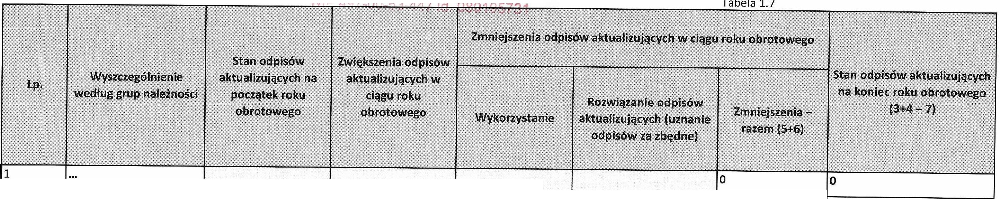 Tabela 1.7
id. 080195731
Lp.
Wyszczególnienie
według grup należności
Stan odpisów
aktualizujących na
początek roku
obrotowego
Zwiększenia odpisów
aktualizujących w
ciągu roku
obrotowego
Zmniejszenia odpisów aktualizujących w ciągu roku obrotowego
Wykorzystanie
Rozwiązanie odpisów
aktualizujących (uznanie
odpisów za zbędne)
Zmniejszenia –
razem (5+6)
Stan odpisów aktualizujących
na koniec roku obrotowego
(3+4 – 7)
1
...
0
0